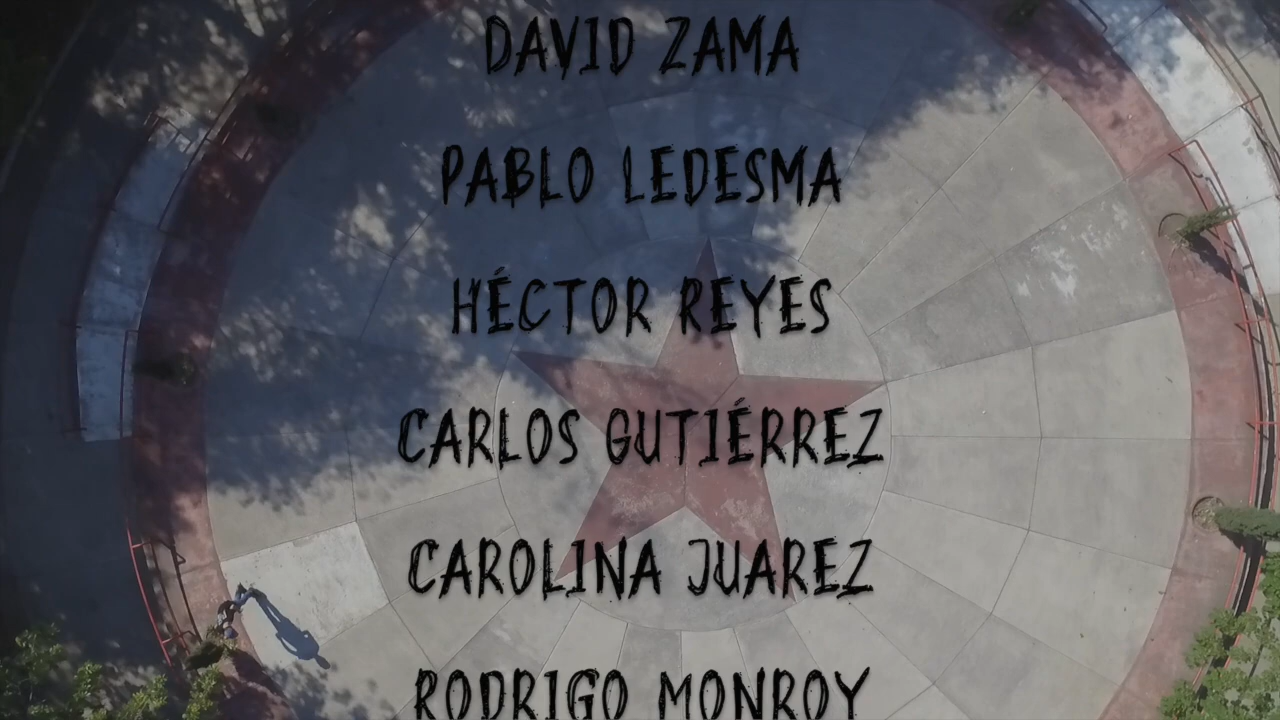 DAVID ZAMA
PABLO LEDESMA
HÉCTOR REYES
CARLOS GUTIÉRREZ
CAROLINA JUAREZ
RODRIGO MONROY